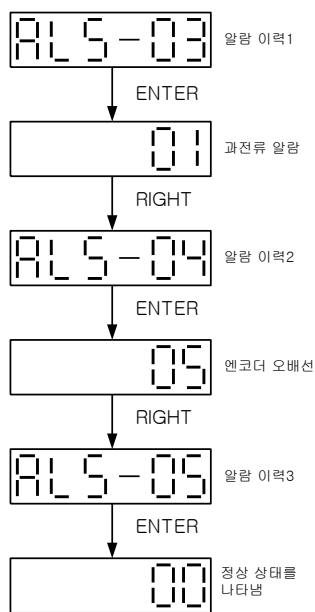 ALS-03 알람 이력1
ENTER
01 과전류 알람
RIGHT
ALS-04 알람 이력2
ENTER
05 엔코더 오배선
RIGHT
ALS-05 알람 이력3
ENTER
00 정상 상태를
나타냄